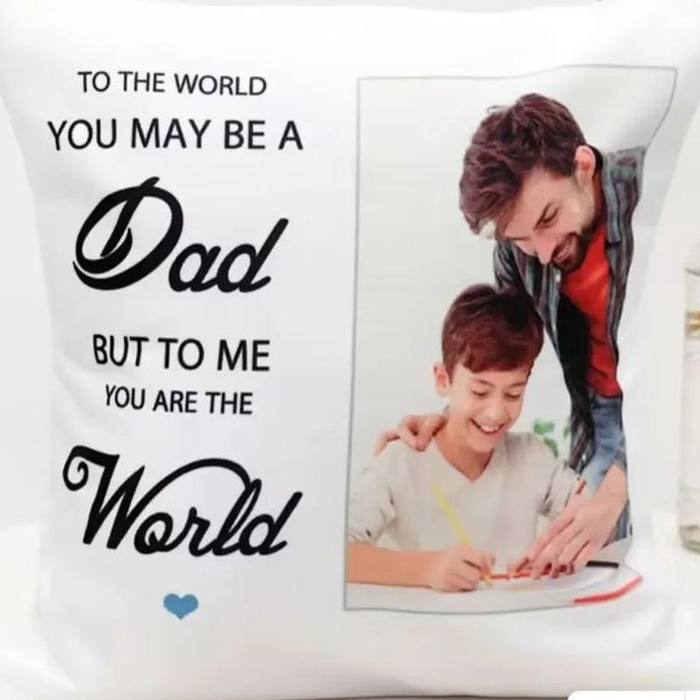 TO THE WORLD
YOU MAY BE A
Dad
BUT TO ME
YOU ARE THE
World